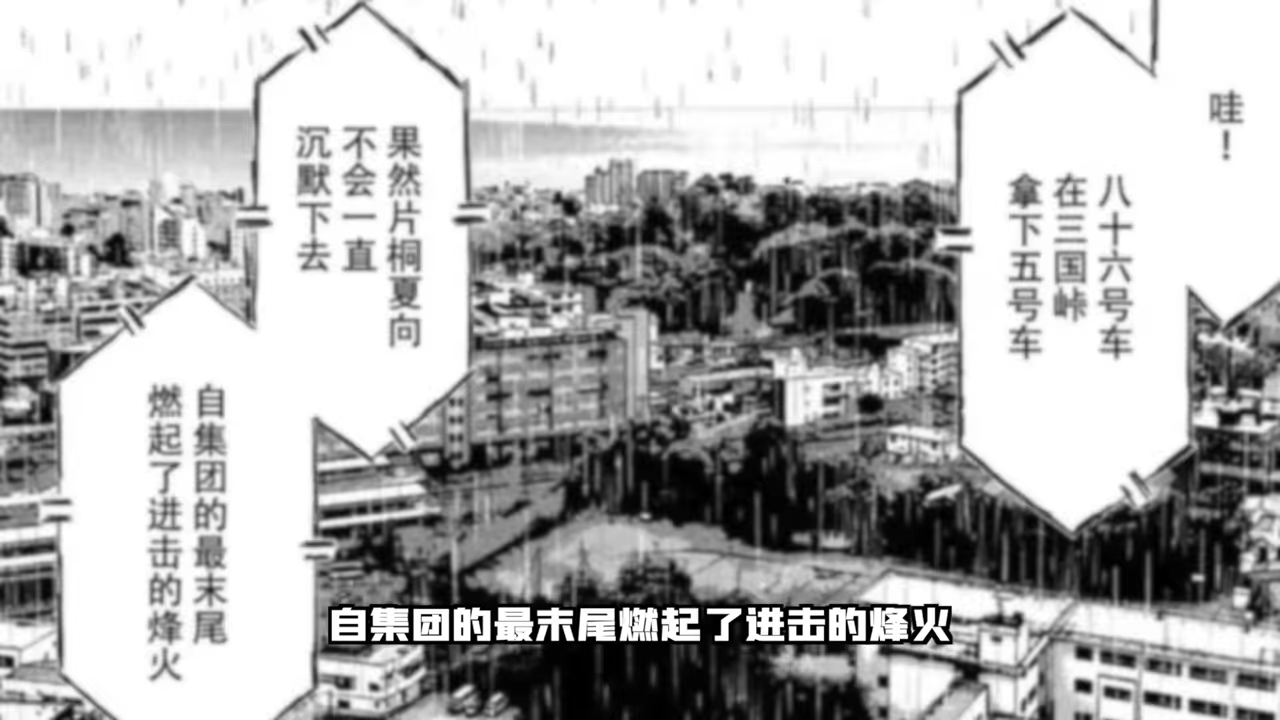 哇！
八十六号车
在三国峠
拿下五号车
果然片桐夏向
不会一直
沉默下去
自集团的最末尾
燃起了进击的烽火
自集团的最末尾燃起了进击的烽火